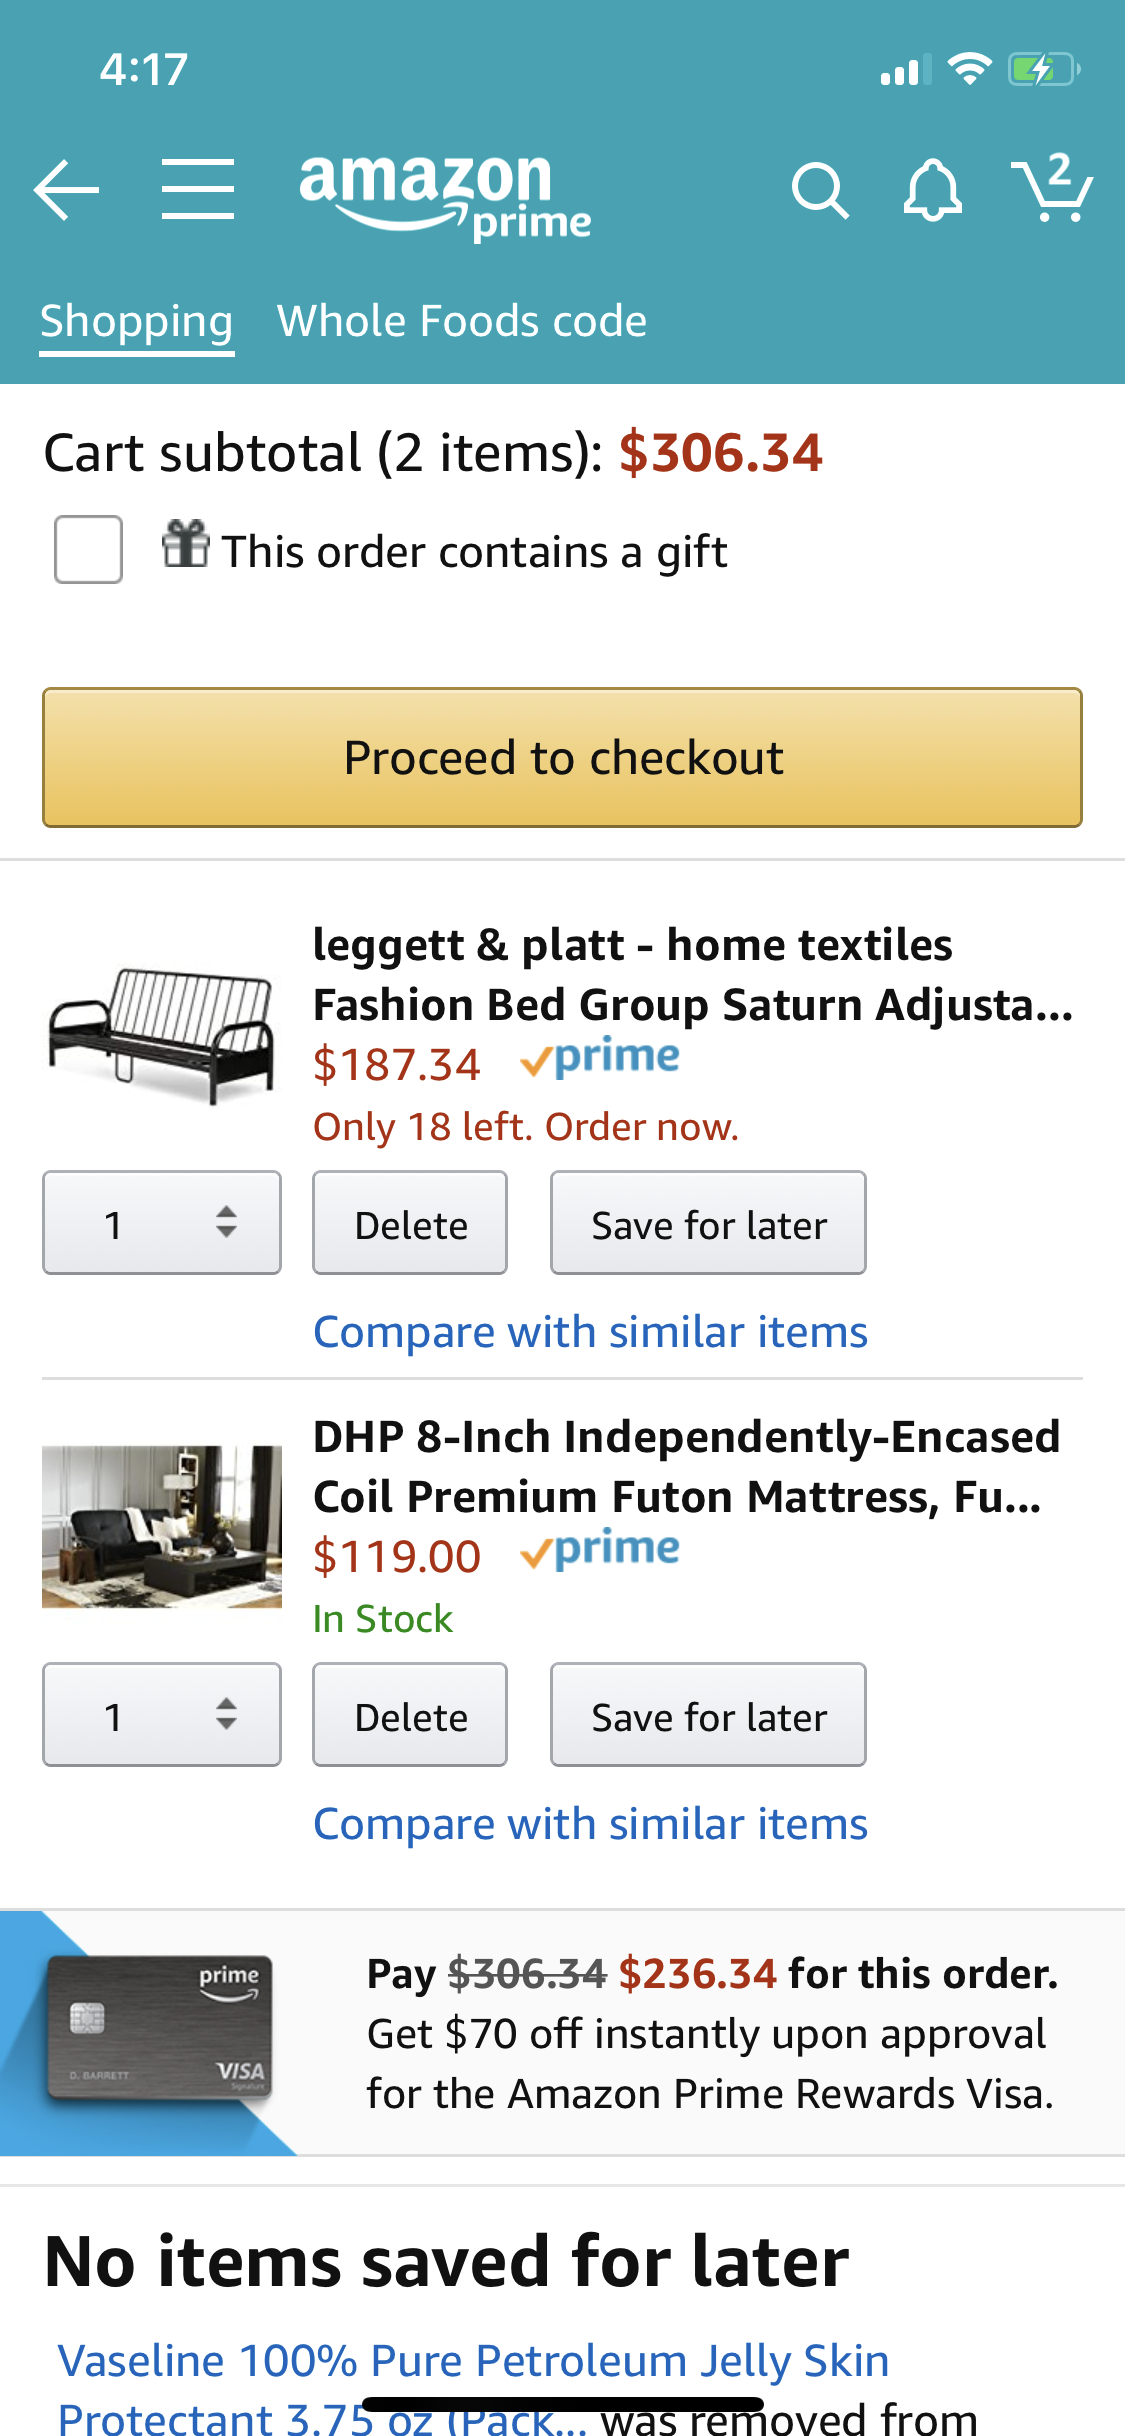 4:17
amazon
prime
2
Shopping Whole Foods code
Cart subtotal (2 items): $306.34
This order contains a gift
Proceed to checkout
leggett & platt - home textiles
Fashion Bed Group Saturn Adjusta...
$187.34 prime
Only 18 left. Order now.
1 Delete Save for later
Compare with similar items
DHP 8-Inch Independently-Encased
Coil Premium Futon Mattress, Fu...
$119.00 prime
In Stock
1 Delete Save for later
Compare with similar items
prime
D. BARRETT
VISA
Signature
Pay $306.34 $236.34 for this order.
Get $70 off instantly upon approval
for the Amazon Prime Rewards Visa.
No items saved for later
Vaseline 100% Pure Petroleum Jelly Skin
Protectant 3.75 oz (Pack... was removed from